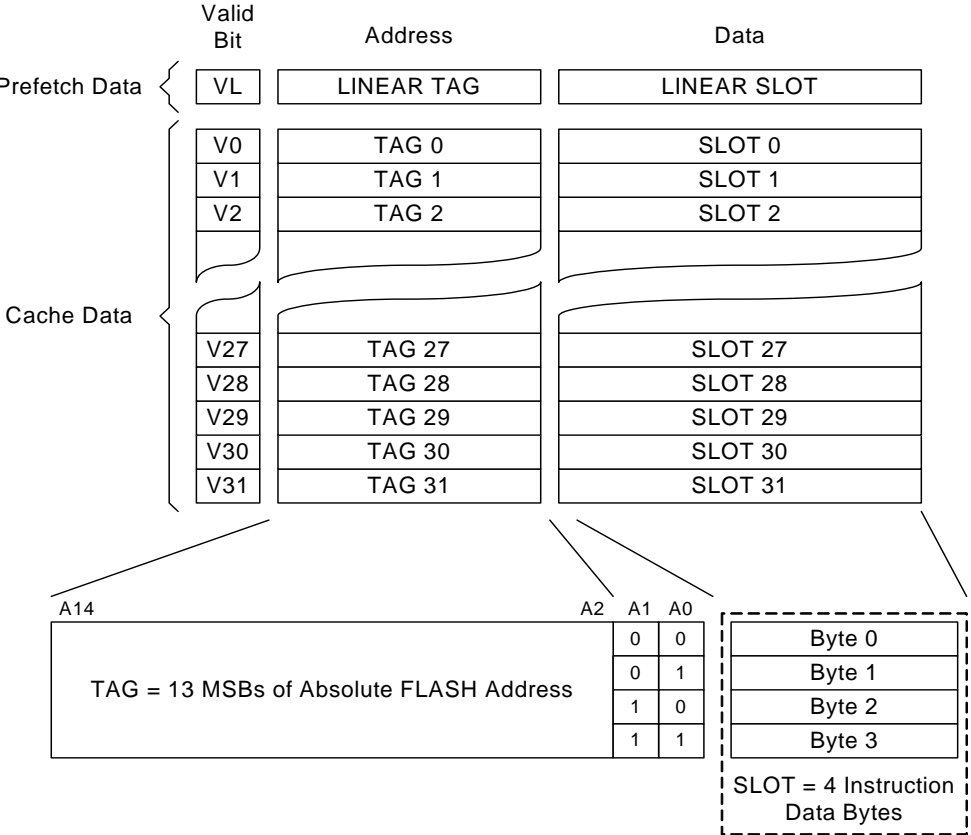 Valid
Bit
Address
Data
Prefetch Data
VL
LINEAR TAG
LINEAR SLOT
V0
TAG 0
SLOT 0
V1
TAG 1
SLOT 1
V2
TAG 2
SLOT 2
Cache Data
V27
TAG 27
SLOT 27
V28
TAG 28
SLOT 28
V29
TAG 29
SLOT 29
V30
TAG 30
SLOT 30
V31
TAG 31
SLOT 31
A14
A2
A1
A0
TAG = 13 MSBs of Absolute FLASH Address
0
0
Byte 0
0
1
Byte 1
1
0
Byte 2
1
1
Byte 3
SLOT = 4 Instruction
Data Bytes